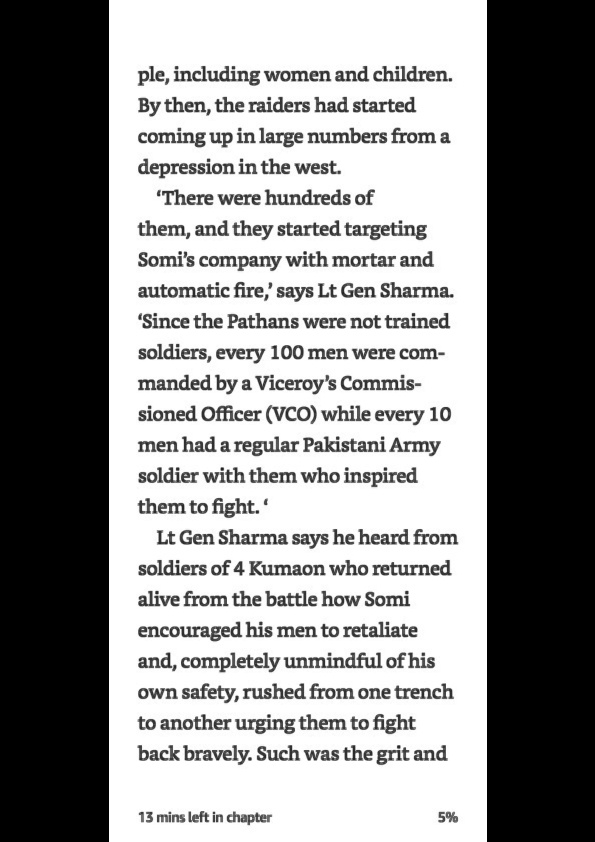 ple, including women and children.
By then, the raiders had started
coming up in large numbers from a
depression in the west.
‘There were hundreds of
them, and they started targeting
Somi’s company with mortar and
automatic fire,’ says Lt Gen Sharma.
‘Since the Pathans were not trained
soldiers, every 100 men were com-
manded by a Viceroy’s Commis-
sioned Officer (VCO) while every 10
men had a regular Pakistani Army
soldier with them who inspired
them to fight. ‘
Lt Gen Sharma says he heard from
soldiers of 4 Kumaon who returned
alive from the battle how Somi
encouraged his men to retaliate
and, completely unmindful of his
own safety, rushed from one trench
to another urging them to fight
back bravely. Such was the grit and
13 mins left in chapter 5%